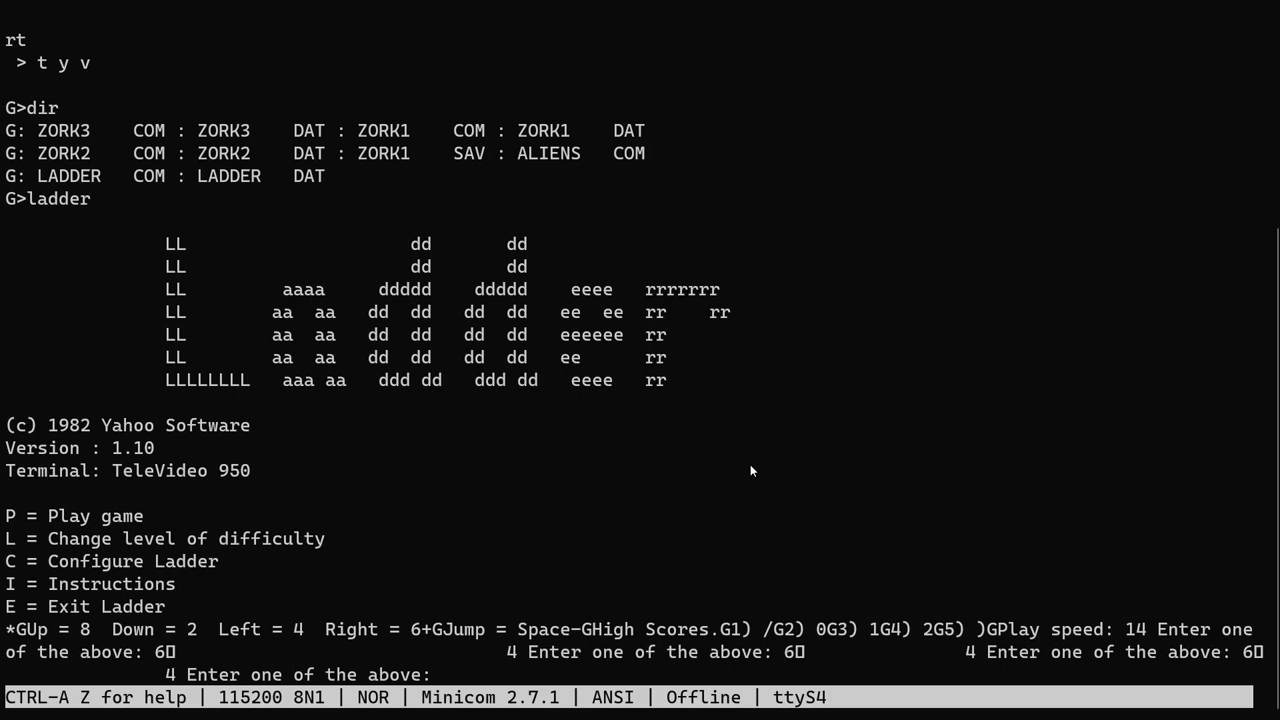 rt
 > t y v
G>dir
G: ZORK3    COM : ZORK3    DAT : ZORK1    COM : ZORK1    DAT
G: ZORK2    COM : ZORK2    DAT : ZORK1    SAV : ALIENS   COM
G: LADDER   COM : LADDER   DAT
G>ladder
               LL                     dd       dd
               LL                     dd       dd
               LL         aaaa     ddddd    ddddd    eeee   rrrrrrr
               LL        aa  aa   dd  dd   dd  dd   ee  ee  rr    rr
               LL        aa  aa   dd  dd   dd  dd   eeeeee  rr
               LL        aa  aa   dd  dd   dd  dd   ee      rr
               LLLLLLLL   aaa aa   ddd dd   ddd dd   eeee   rr
(c) 1982 Yahoo Software
Version : 1.10
Terminal: TeleVideo 950
P = Play game
L = Change level of difficulty
C = Configure Ladder
I = Instructions
E = Exit Ladder
*GUp = 8  Down = 2  Left = 4  Right = 6+GJump = Space-GHigh Scores.G1) /G2) 0G3) 1G4) 2G5) )GPlay speed: 14 Enter one
of the above: 6▯                               4 Enter one of the above: 6▯               4 Enter one of the above: 6▯
               4 Enter one of the above:
CTRL-A Z for help | 115200 8N1 | NOR | Minicom 2.7.1 | ANSI | Offline | ttyS4